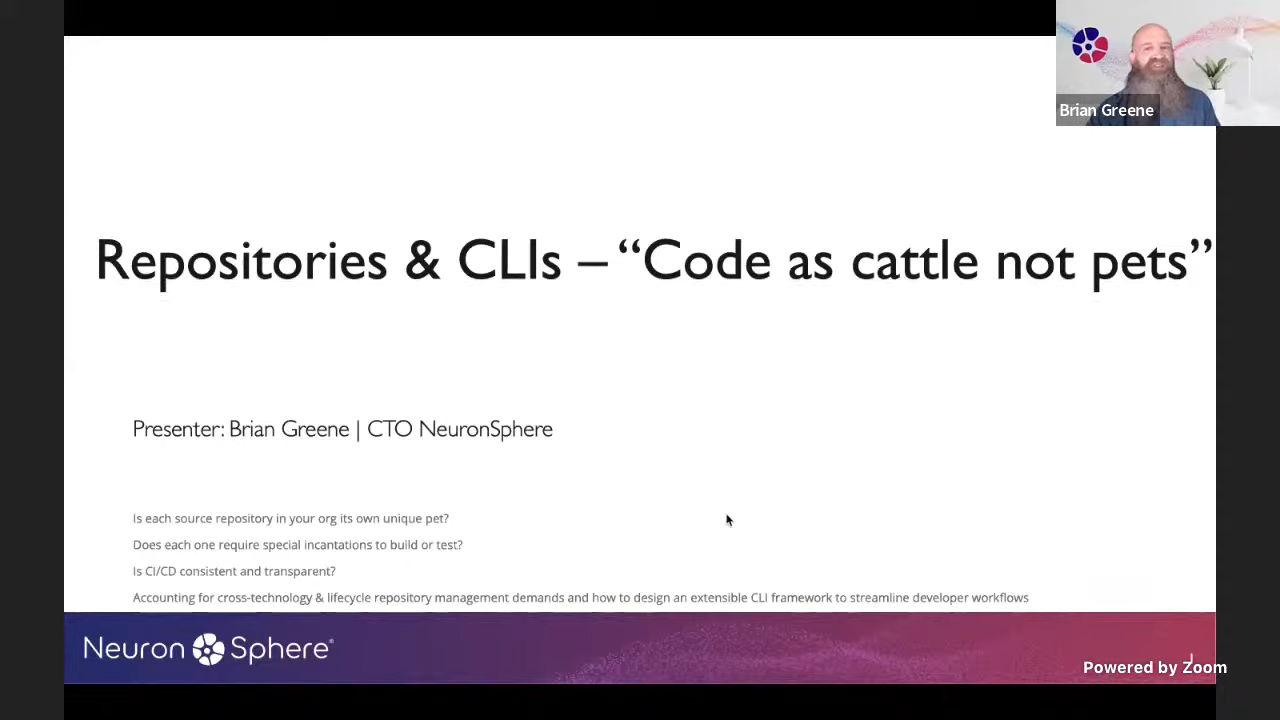 Brian Greene
Repositories & CLIs – “Code as cattle not pets”
Presenter: Brian Greene | CTO NeuronSphere
Is each source repository in your org its own unique pet?
Does each one require special incantations to build or test?
Is CI/CD consistent and transparent?
Accounting for cross-technology & lifecycle repository management demands and how to design an extensible CLI framework to streamline developer workflows
Neuron Sphere®
1
Powered by Zoom